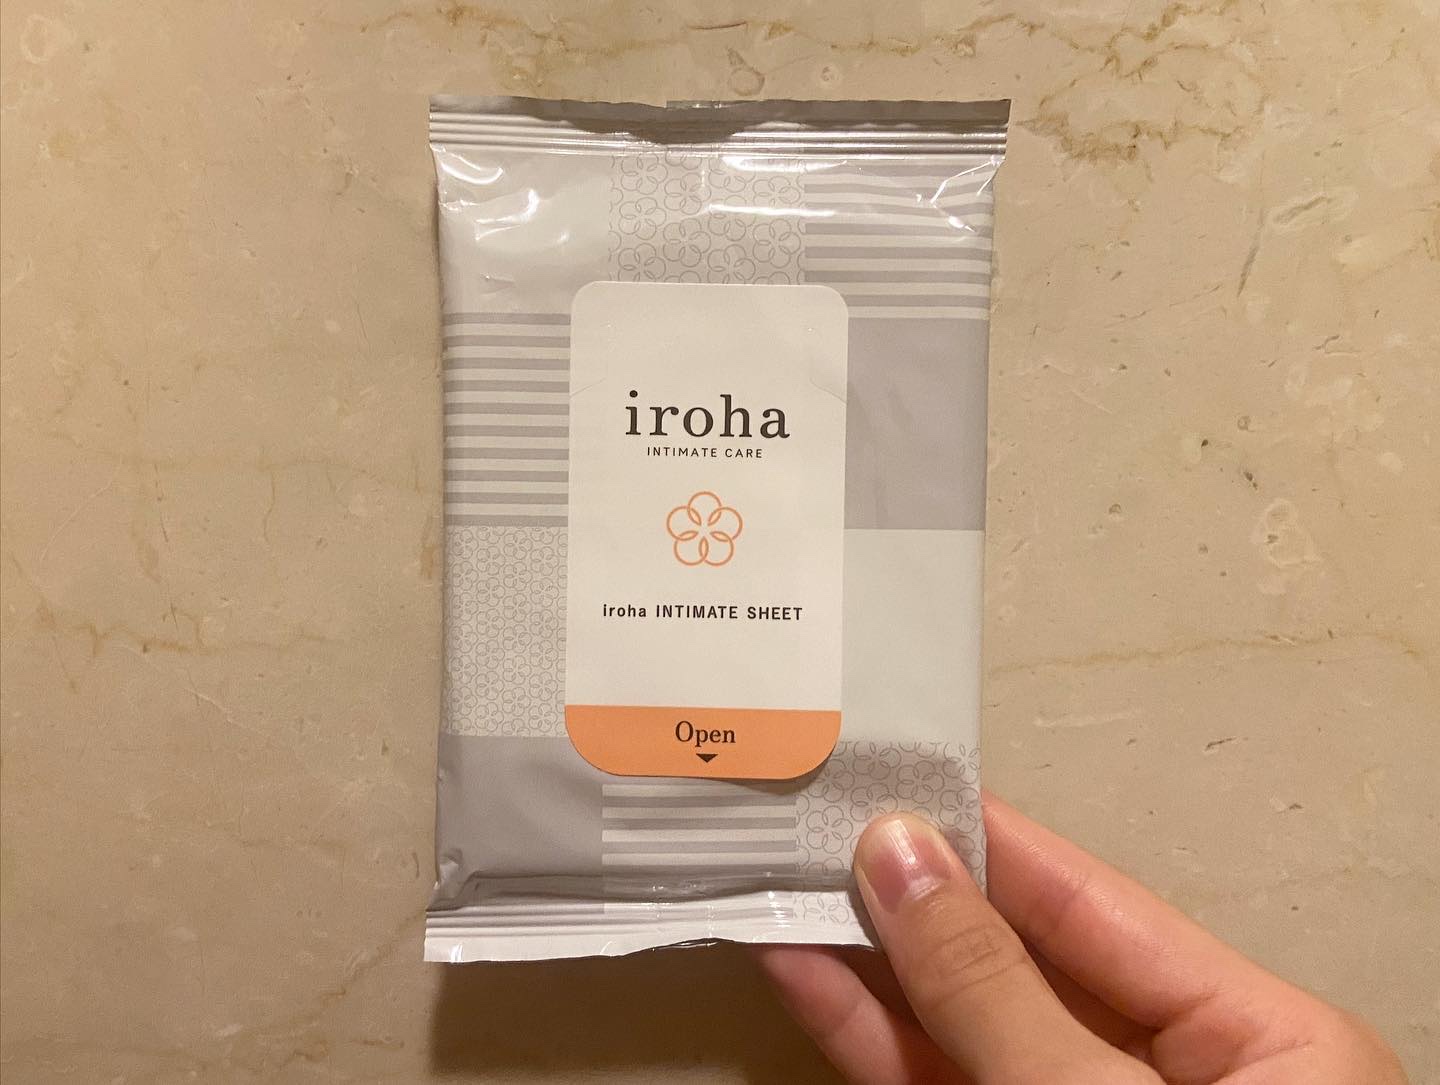 iroha
INTIMATE CARE
iroha INTIMATE SHEET
Open